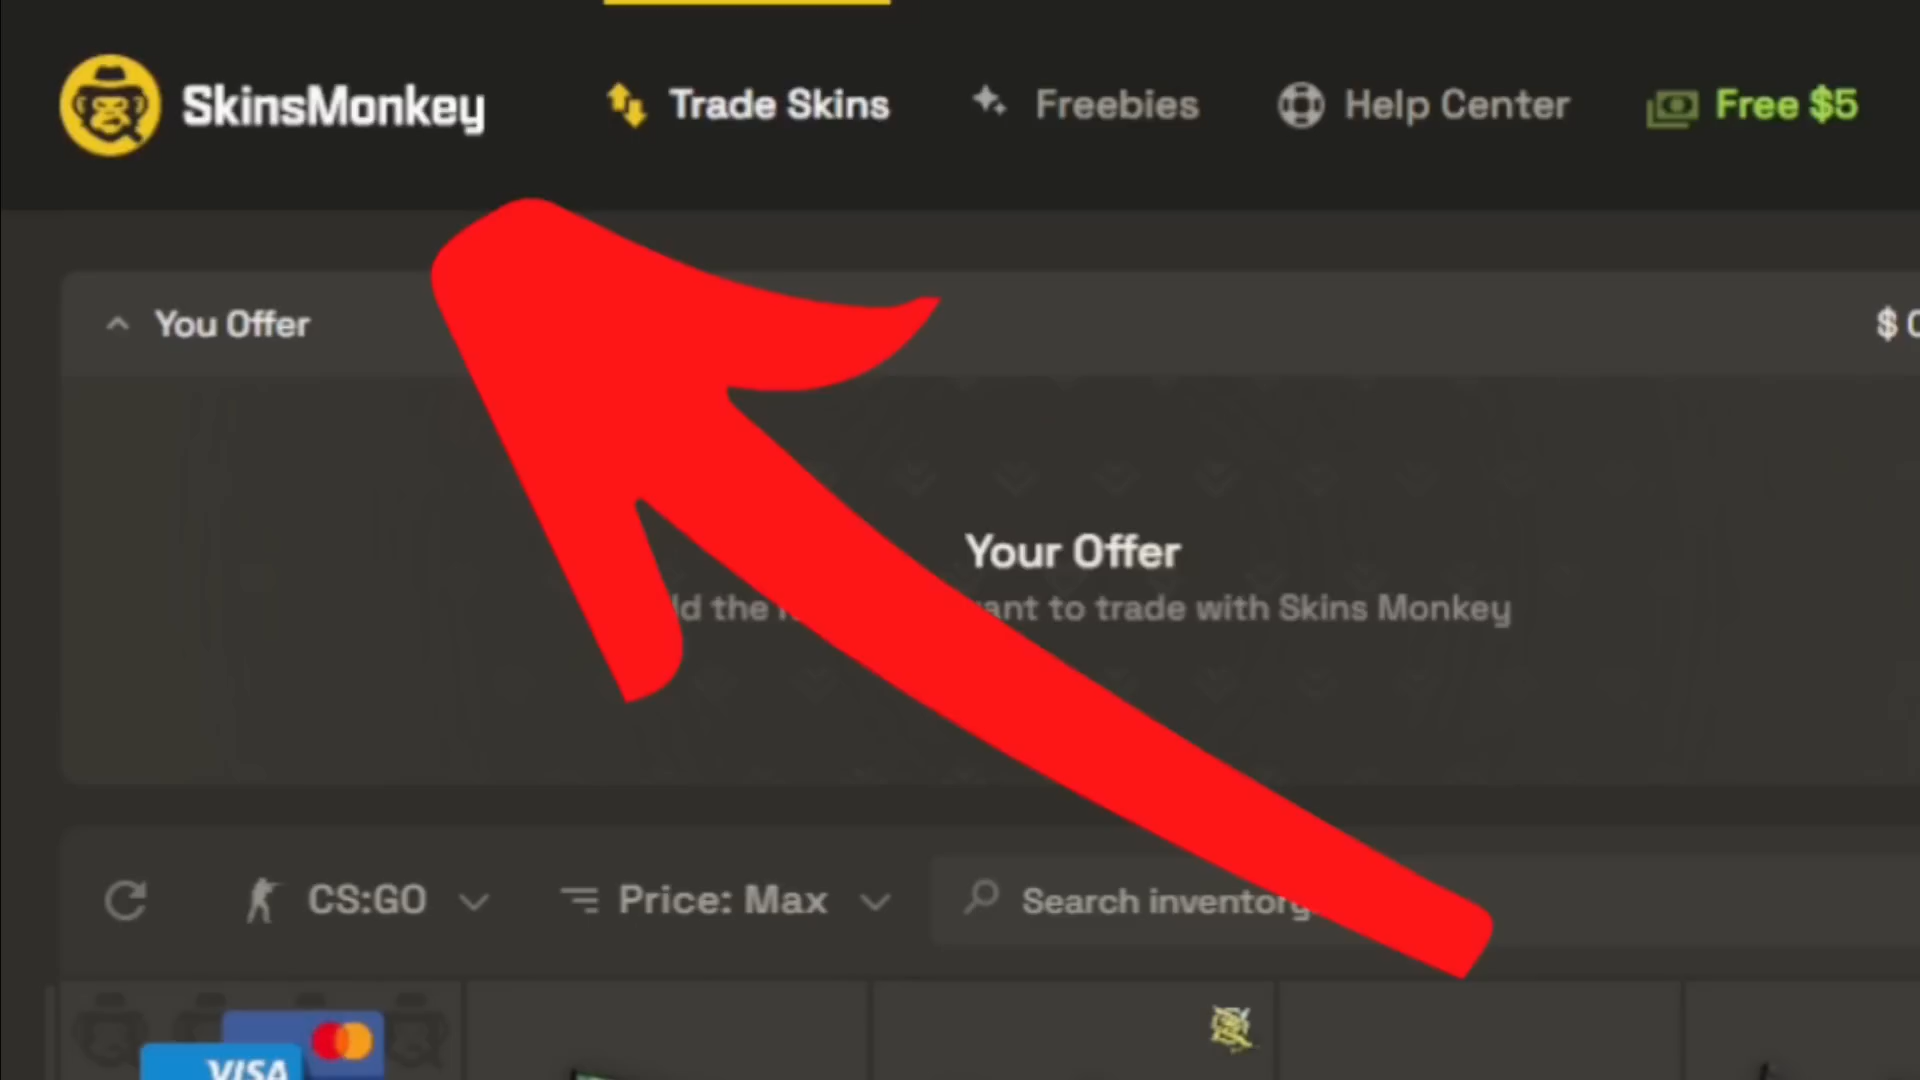 SkinsMonkey
Trade Skins
Freebies
Help Center
Free $5
You Offer
$
Your Offer
the
to trade with Skins Monkey
CS:GO
Price: Max
Search inventory
VISA